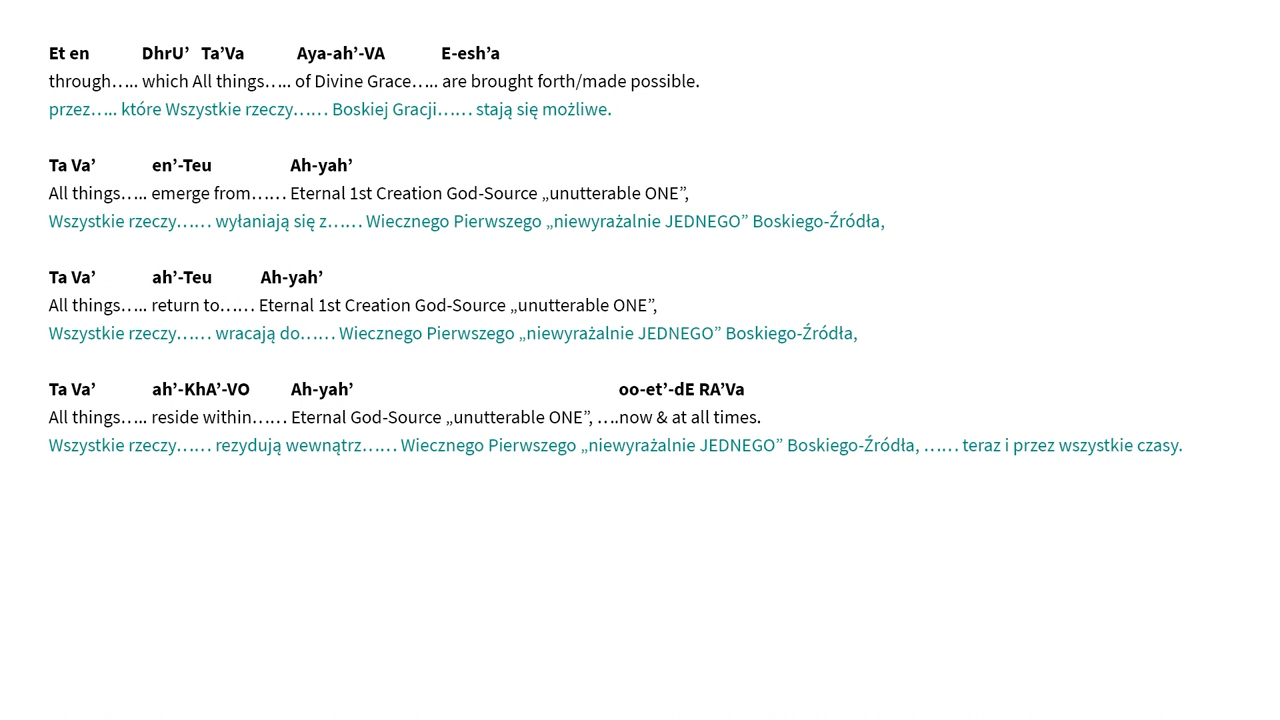 Et en DhrU’ Ta’Va Aya-ah’-VA E-esh’a
through….. which All things….. of Divine Grace….. are brought forth/made possible.
przez….. które Wszystkie rzeczy…… Boskiej Gracji…… stają się możliwe.
Ta Va’ en’-Teu Ah-yah’
All things….. emerge from…… Eternal 1st Creation God-Source „unutterable ONE”,
Wszystkie rzeczy…… wyłaniają się z…… Wiecznego Pierwszego „niewyrażalnie JEDNEGO” Boskiego-Źródła,
Ta Va’ ah’-Teu Ah-yah’
All things….. return to…… Eternal 1st Creation God-Source „unutterable ONE”,
Wszystkie rzeczy…… wracają do…… Wiecznego Pierwszego „niewyrażalnie JEDNEGO” Boskiego-Źródła,
Ta Va’ ah’-KhA’-VO Ah-yah’ oo-et’-dE RA’Va
All things….. reside within…… Eternal God-Source „unutterable ONE”, ….now & at all times.
Wszystkie rzeczy…… rezydują wewnątrz…… Wiecznego Pierwszego „niewyrażalnie JEDNEGO” Boskiego-Źródła, …… teraz i przez wszystkie czasy.